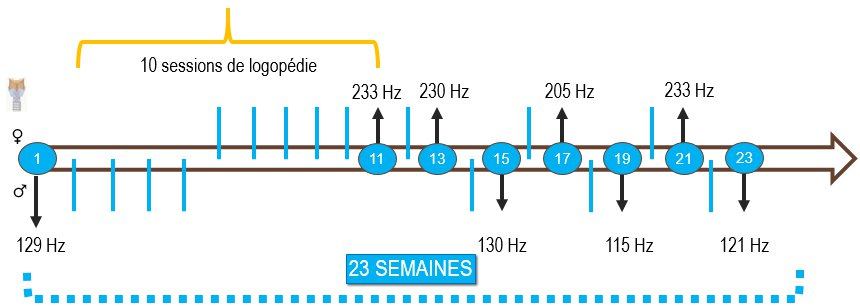 10 sessions de logopédie
233 Hz 230 Hz 205 Hz 233 Hz
♀
1 11 13 15 17 19 21 23
♂
129 Hz 130 Hz 115 Hz 121 Hz
23 SEMAINES